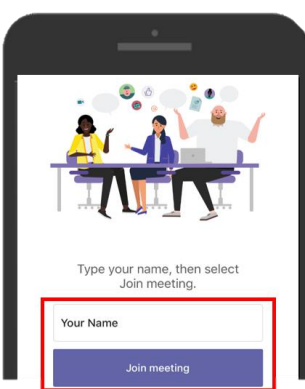 Type your name, then select
Join meeting.
Your Name
Join meeting